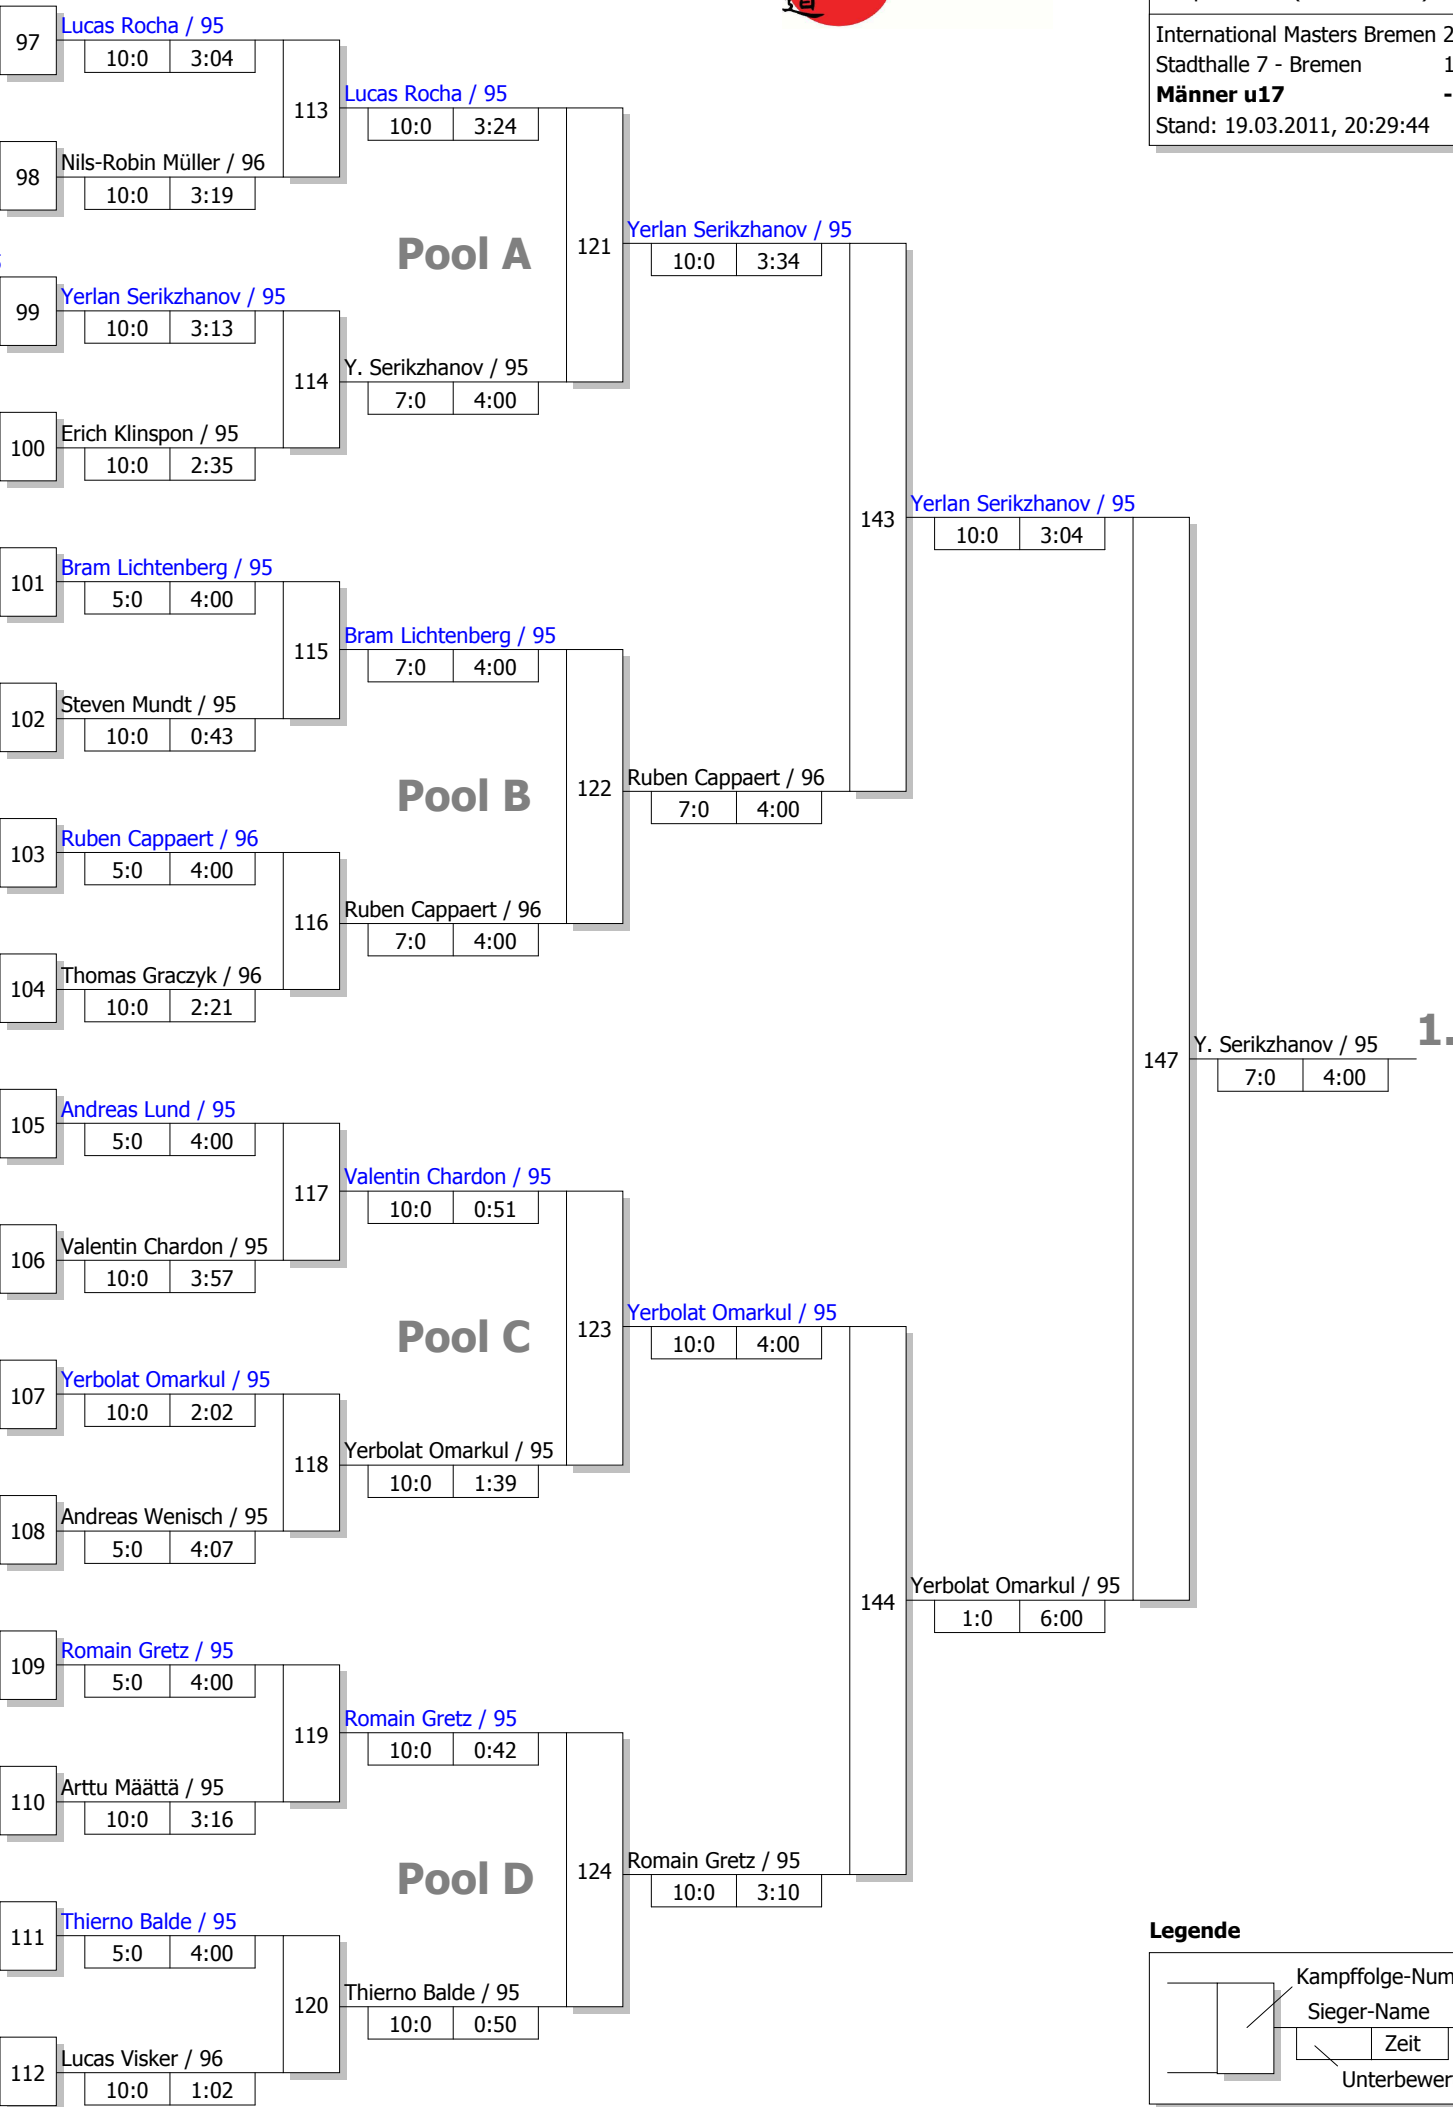 道
International Masters Bremen 2
Stadthalle 7 - Bremen 1
Männer u17 -
Stand: 19.03.2011, 20:29:44
97
Lucas Rocha / 95
10:0 3:04
98
Nils-Robin Müller / 96
10:0 3:19
99
Yerlan Serikzhanov / 95
10:0 3:13
100
Erich Klinspon / 95
10:0 2:35
101
Bram Lichtenberg / 95
5:0 4:00
102
Steven Mundt / 95
10:0 0:43
103
Ruben Cappaert / 96
5:0 4:00
104
Thomas Graczyk / 96
10:0 2:21
105
Andreas Lund / 95
5:0 4:00
106
Valentin Chardon / 95
10:0 3:57
107
Yerbolat Omarkul / 95
10:0 2:02
108
Andreas Wenisch / 95
5:0 4:07
109
Romain Gretz / 95
5:0 4:00
110
Arttu Määttä / 95
10:0 3:16
111
Thierno Balde / 95
5:0 4:00
112
Lucas Visker / 96
10:0 1:02
113
Lucas Rocha / 95
10:0 3:24
114
Y. Serikzhanov / 95
7:0 4:00
115
Bram Lichtenberg / 95
7:0 4:00
116
Ruben Cappaert / 96
7:0 4:00
117
Valentin Chardon / 95
10:0 0:51
118
Yerbolat Omarkul / 95
10:0 1:39
119
Romain Gretz / 95
10:0 0:42
120
Thierno Balde / 95
10:0 0:50
Pool A
Pool B
Pool C
Pool D
121
Yerlan Serikzhanov / 95
10:0 3:34
122
Ruben Cappaert / 96
7:0 4:00
123
Yerbolat Omarkul / 95
10:0 4:00
124
Romain Gretz / 95
10:0 3:10
143
Yerlan Serikzhanov / 95
10:0 3:04
144
Yerbolat Omarkul / 95
1:0 6:00
147
Y. Serikzhanov / 95
7:0 4:00
1.
Legende
Kampffolge-Num
Sieger-Name
Zeit
Unterbewer